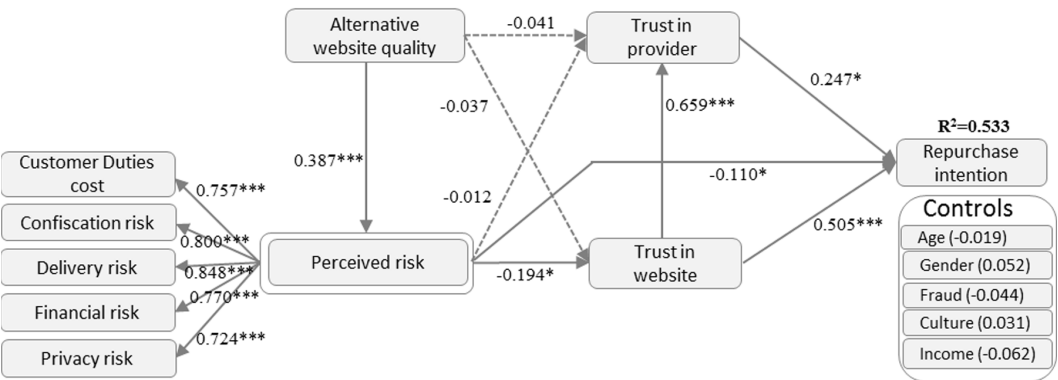 Alternative
website quality
-0.041
Trust in
provider
0.247*
-0.037
0.659***
R²=0.533
Repurchase
intention
0.387***
-0.110*
Customer Duties
cost
0.757***
-0.012
Confiscation risk
0.800***
Controls
Age (-0.019)
Gender (0.052)
Fraud (-0.044)
Culture (0.031)
Income (-0.062)
0.505***
Delivery risk
0.848***
Perceived risk
-0.194*
Trust in
website
Financial risk
0.770***
Privacy risk
0.724***